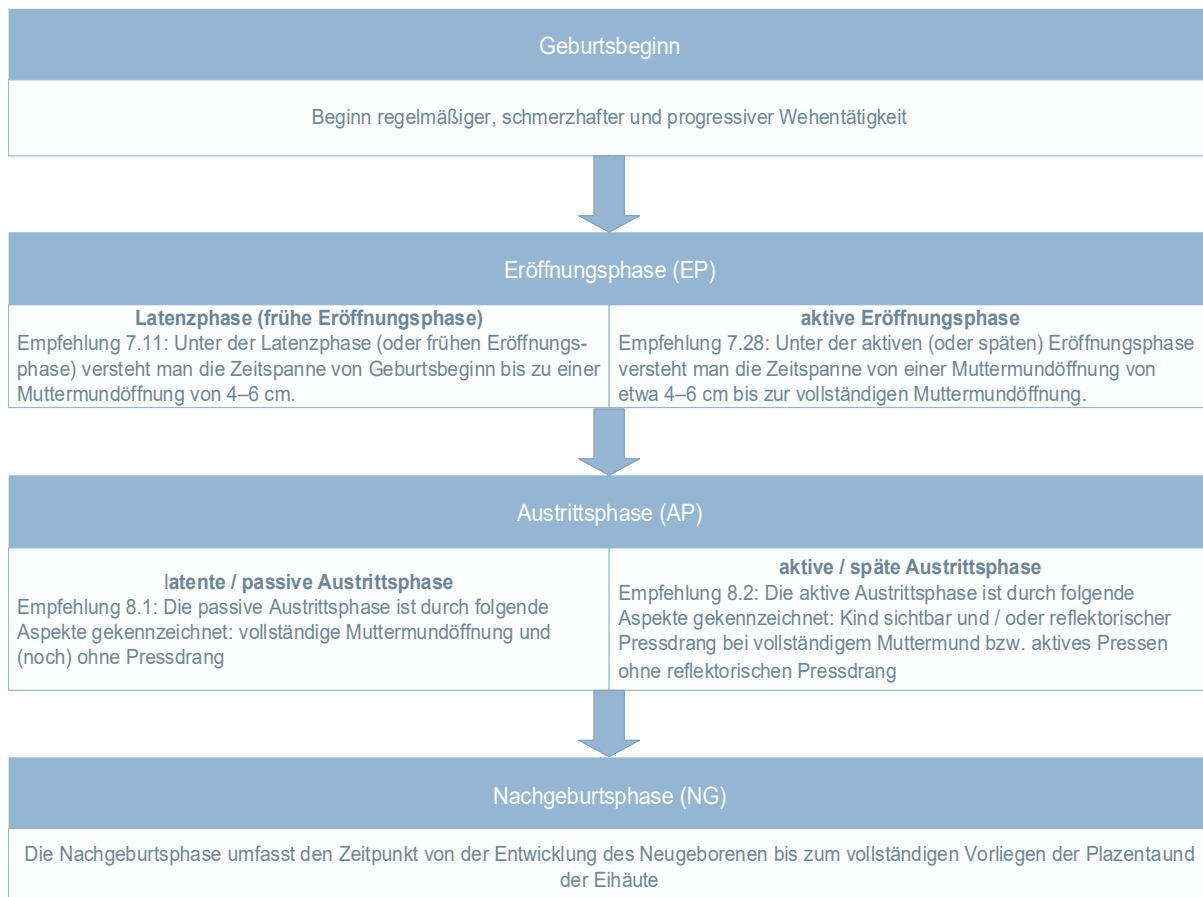 Geburtsbeginn
Beginn regelmäßiger, schmerzhafter und progressiver Wehentätigkeit
Eröffnungsphase (EP)
Latenzphase (frühe Eröffnungsphase)
Empfehlung 7.11: Unter der Latenzphase (oder frühen Eröffnungs-
phase) versteht man die Zeitspanne von Geburtsbeginn bis zu einer
Muttermundöffnung von 4–6 cm.
aktive Eröffnungsphase
Empfehlung 7.28: Unter der aktiven (oder späten) Eröffnungsphase
versteht man die Zeitspanne von einer Muttermundöffnung von
etwa 4–6 cm bis zur vollständigen Muttermundöffnung.
Austrittsphase (AP)
latente / passive Austrittsphase
Empfehlung 8.1: Die passive Austrittsphase ist durch folgende
Aspekte gekennzeichnet: vollständige Muttermundöffnung und
(noch) ohne Pressdrang
aktive / späte Austrittsphase
Empfehlung 8.2: Die aktive Austrittsphase ist durch folgende
Aspekte gekennzeichnet: Kind sichtbar und / oder reflektorischer
Pressdrang bei vollständigem Muttermund bzw. aktives Pressen
ohne reflektorischen Pressdrang
Nachgeburtsphase (NG)
Die Nachgeburtsphase umfasst den Zeitpunkt von der Entwicklung des Neugeborenen bis zum vollständigen Vorliegen der Plazentaund
der Eihäute